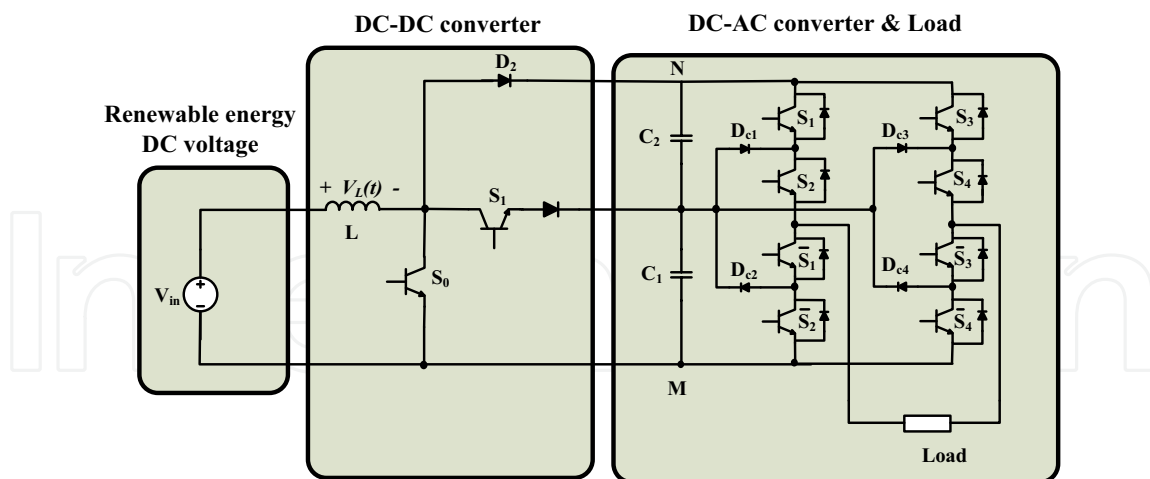 DC-DC converter
DC-AC converter & Load
Renewable energy
DC voltage
D2
N
S1
S3
Dc1
Dc3
C2
S2
S4
+ VL(t) -
S1
L
S̄1
S̄3
Vin
+
-
S0
C1
Dc2
Dc4
S̄2
S̄4
M
Load